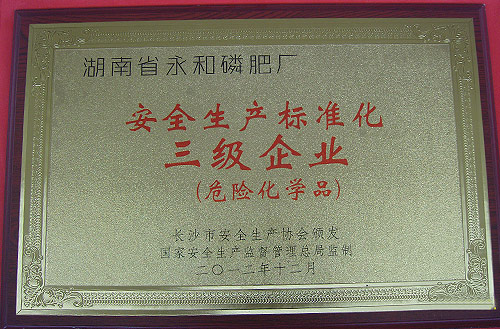 湖南省永和磷肥厂
安全生产标准化
三级企业
(危险化学品)
长沙市安全生产协会颁发
国家安全生产监督管理总局监制
二〇一二年十二月